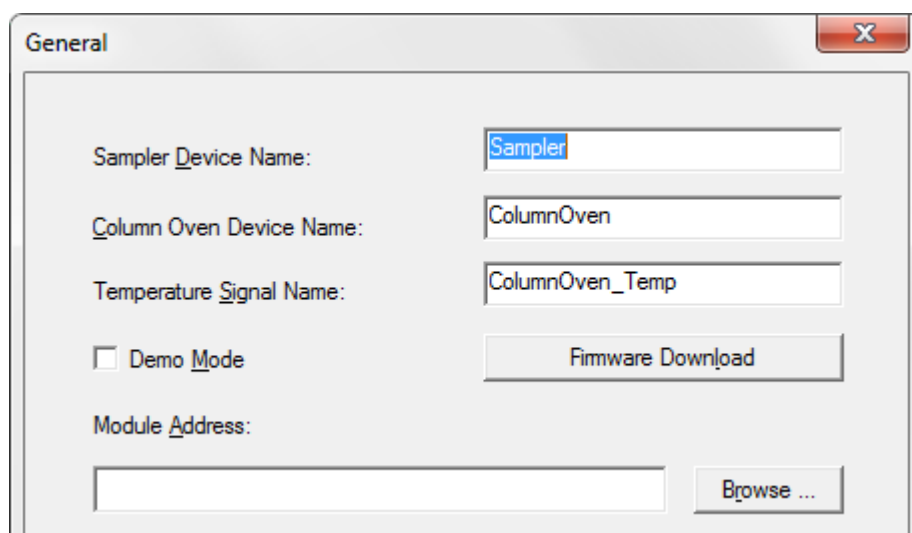 General
Sampler Device Name:
Sampler
Column Oven Device Name:
ColumnOven
Temperature Signal Name:
ColumnOven_Temp
Demo Mode
Firmware Download
Module Address:
Browse ...